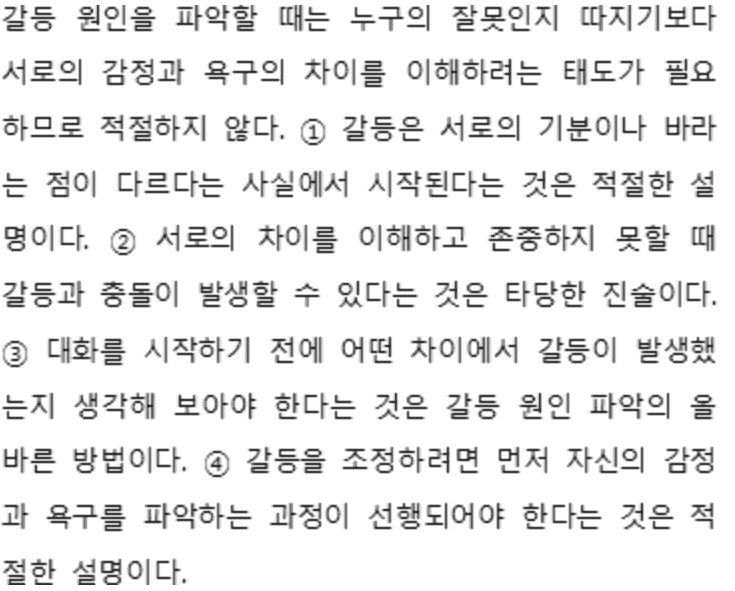 갈등 원인을 파악할 때는 누구의 잘못인지 따지기보다
서로의 감정과 욕구의 차이를 이해하려는 태도가 필요
하므로 적절하지 않다. ① 갈등은 서로의 기분이나 바라
는 점이 다르다는 사실에서 시작된다는 것은 적절한 설
명이다. ② 서로의 차이를 이해하고 존중하지 못할 때
갈등과 충돌이 발생할 수 있다는 것은 타당한 진술이다.
③ 대화를 시작하기 전에 어떤 차이에서 갈등이 발생했
는지 생각해 보아야 한다는 것은 갈등 원인 파악의 올
바른 방법이다. ④ 갈등을 조정하려면 먼저 자신의 감정
과 욕구를 파악하는 과정이 선행되어야 한다는 것은 적
절한 설명이다.